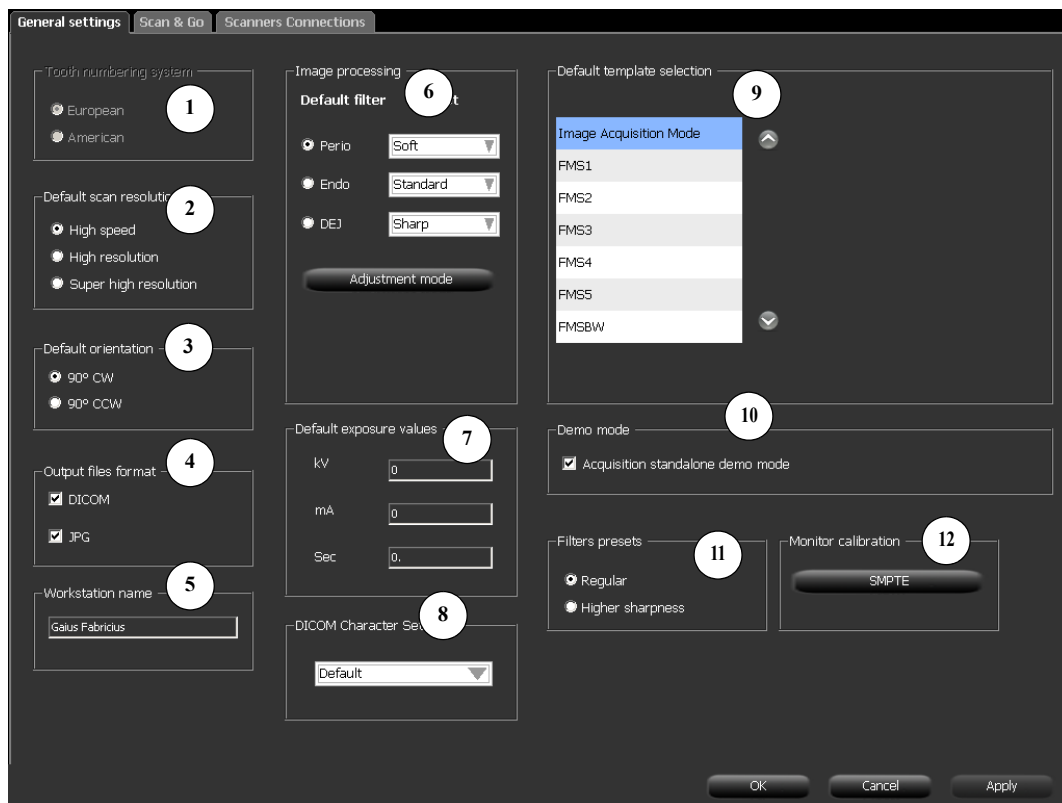 General settings Scan & Go Scanners Connections
Tooth numbering system
1
European
American
Default scan resolutio
2
High speed
High resolution
Super high resolution
Default orientation
3
90º CW
90º CCW
Output files format
4
DICOM
JPG
Workstation name
5
Gaius Fabricius
Image processing
6
Default filter
Perio Soft
Endo Standard
DEJ Sharp
Adjustment mode
Default exposure values
7
kV 0
mA 0
Sec 0.
DICOM Character Se
8
Default
Default template selection
9
Image Acquisition Mode
FMS1
FMS2
FMS3
FMS4
FMS5
FMSBW
10
Demo mode
Acquisition standalone demo mode
Filters presets
11
Regular
Higher sharpness
Monitor calibration
12
SMPTE
OK Cancel Apply